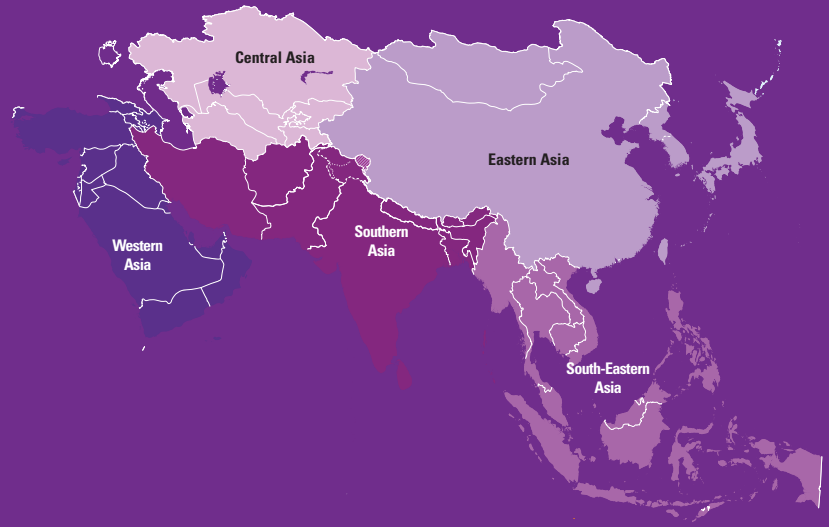 Central Asia
Eastern Asia
Western
Asia
Southern
Asia
South-Eastern
Asia